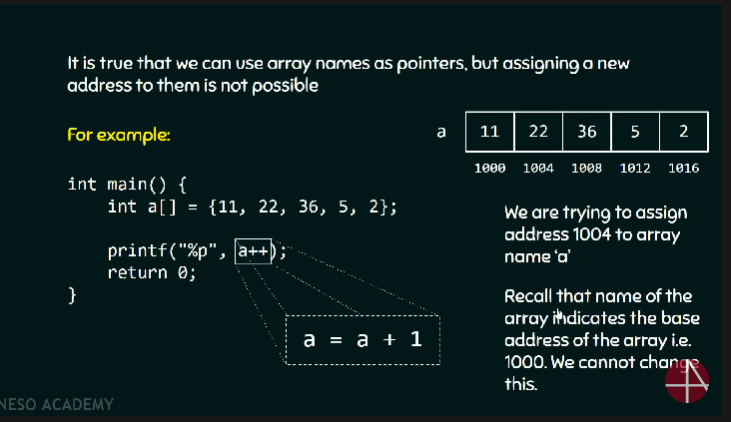 It is true that we can use array names as pointers, but assigning a new
address to them is not possible
For example:
a 11 22 36 5 2
1000 1004 1008 1012 1016
int main() {
int a[] = {11, 22, 36, 5, 2};
printf("%p", a++);
return 0;
}
a = a + 1
We are trying to assign
address 1004 to array
name 'a'
Recall that name of the
array indicates the base
address of the array i.e.
1000. We cannot change
this.
NESO ACADEMY